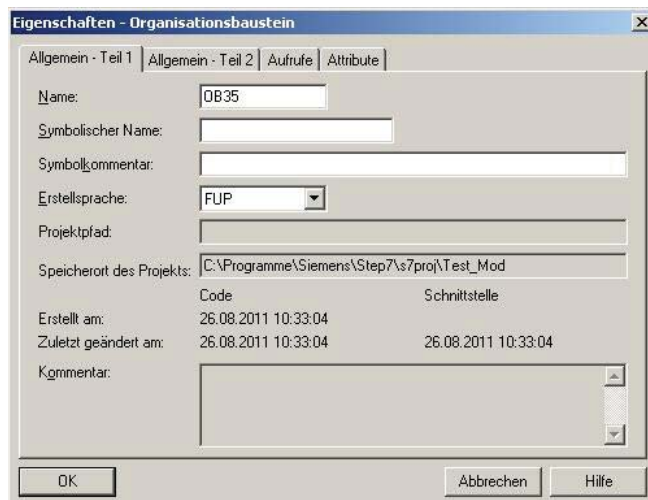 Eigenschaften - Organisationsbaustein
Allgemein - Teil 1 Allgemein - Teil 2 Aufrufe Attribute
Name: OB35
Symbolischer Name:
Symbolkommentar:
Erstellsprache: FUP
Projektpfad:
Speicherort des Projekts: C:\Programme\Siemens\Step7\s7proj\Test_Mod
Code Schnittstelle
Erstellt am: 26.08.2011 10:33:04
Zuletzt geändert am: 26.08.2011 10:33:04 26.08.2011 10:33:04
Kommentar:
OK Abbrechen Hilfe